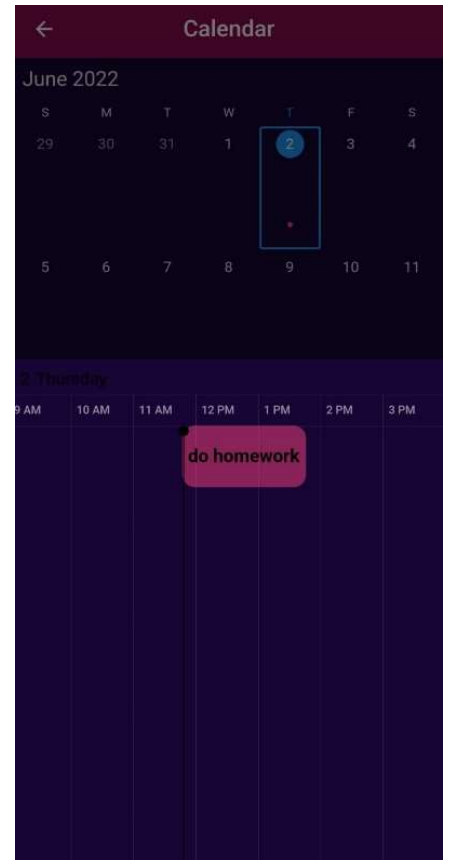 Calendar
June 2022
S M T W T F S
29 30 31 1 2 3 4
5 6 7 8 9 10 11
2 Thursday
9 AM 10 AM 11 AM 12 PM 1 PM 2 PM 3 PM
do homework